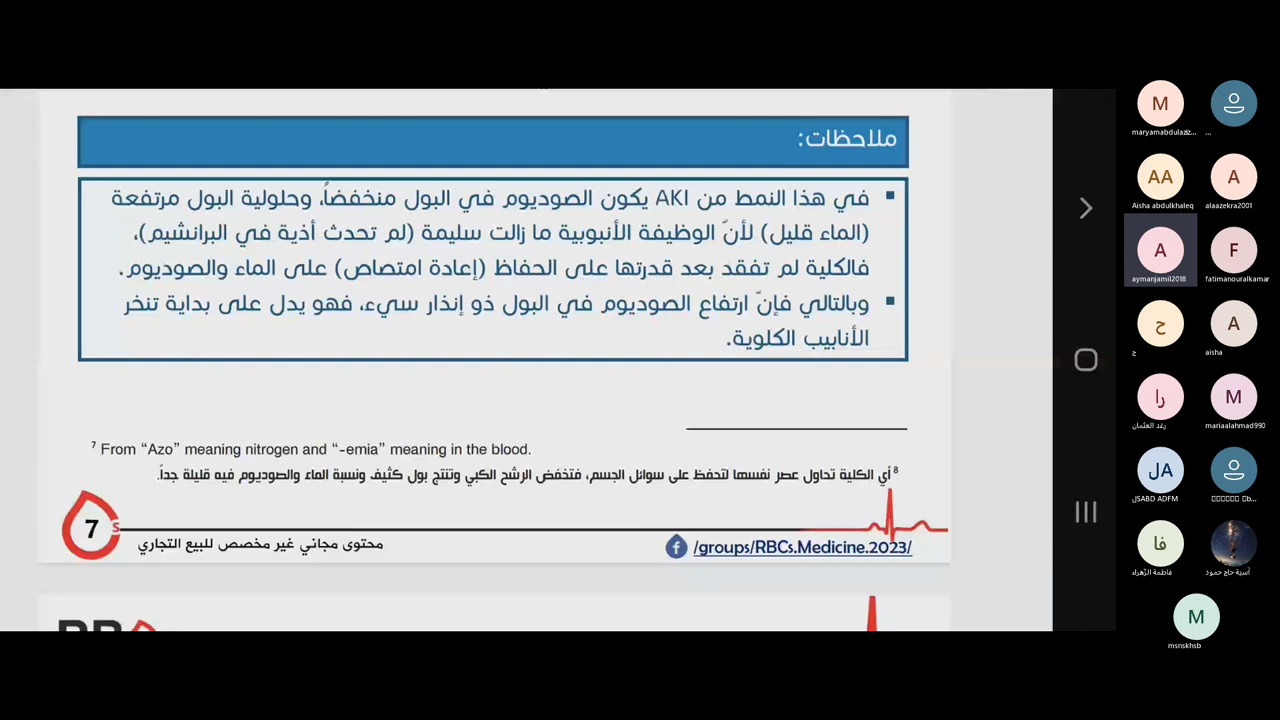 ملاحظات:
في هذا النمط من AKI يكون الصوديوم في البول منخفضاً، وحلولية البول مرتفعة
(الماء قليل) لأنّ الوظيفة الأنبوبية ما زالت سليمة (لم تحدث أذية في البرانشيم)،
فالكلية لم تفقد بعد قدرتها على الحفاظ (إعادة امتصاص) على الماء والصوديوم.
وبالتالي فإنّ ارتفاع الصوديوم في البول ذو إنذار سيء، فهو يدل على بداية تنخر
الأنابيب الكلوية.
7 From “Azo” meaning nitrogen and “-emia” meaning in the blood.
8 أي الكلية تحاول عصر نفسها لتحفظ على سوائل الجسم، فتخفض الرشح الكبي وتنتج بول كثيف ونسبة الماء والصوديوم فيه قليلة جداً.
7
محتوى مجاني غير مخصص للبيع التجاري
/groups/RBCs.Medicine.2023/
M
maryamabdulaziz...
...
AA
Aisha abdulkhaleq
A
alaazekra2001
A
aymanjamil2018
F
fatimanouralkamar
ح
ح
A
aisha
را
رغد العثمان
M
mariaalahmad990
JA
JSABD ADFM
فا
فاطمة الزهراء
آسية حاج حمود
M
msnskhsb